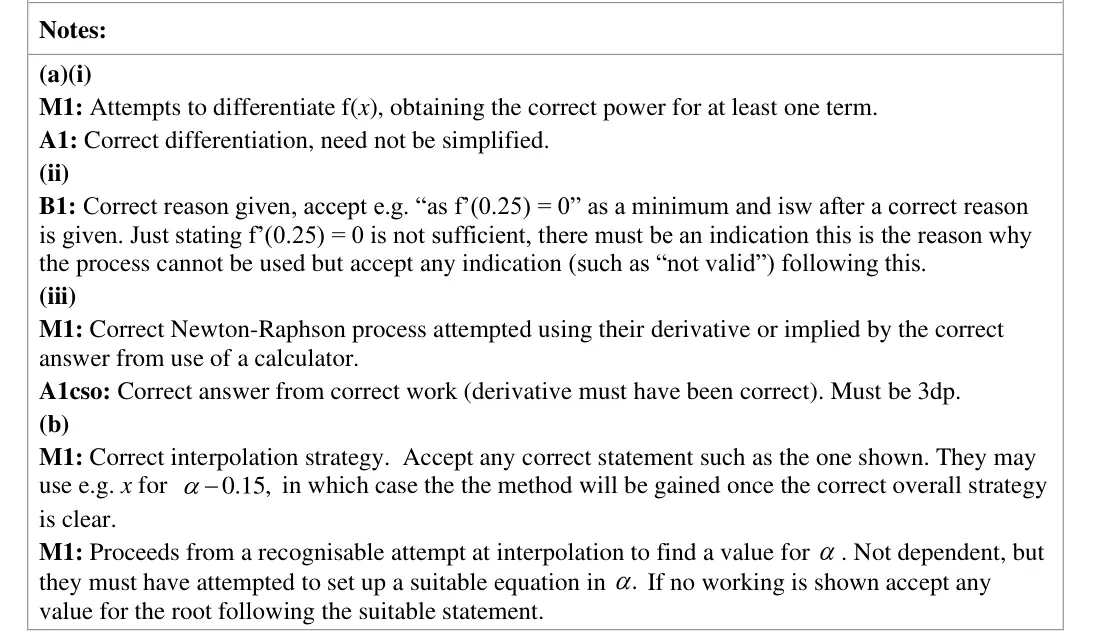 Notes:
(a)(i)
M1: Attempts to differentiate f(x), obtaining the correct power for at least one term.
A1: Correct differentiation, need not be simplified.
(ii)
B1: Correct reason given, accept e.g. “as f’(0.25) = 0” as a minimum and isw after a correct reason
is given. Just stating f’(0.25) = 0 is not sufficient, there must be an indication this is the reason why
the process cannot be used but accept any indication (such as “not valid”) following this.
(iii)
M1: Correct Newton-Raphson process attempted using their derivative or implied by the correct
answer from use of a calculator.
A1cso: Correct answer from correct work (derivative must have been correct). Must be 3dp.
(b)
M1: Correct interpolation strategy. Accept any correct statement such as the one shown. They may
use e.g. x for α − 0.15, in which case the the method will be gained once the correct overall strategy
is clear.
M1: Proceeds from a recognisable attempt at interpolation to find a value for α . Not dependent, but
they must have attempted to set up a suitable equation in α. If no working is shown accept any
value for the root following the suitable statement.